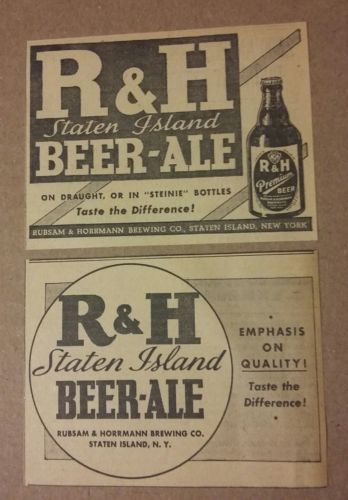 R & H
Staten Island
BEER-ALE
ON DRAUGHT, OR IN "STEINIE" BOTTLES
Taste the Difference!
R & H
Premium
BEER
RUBSAM & HORRMANN BREWING CO., STATEN ISLAND, NEW YORK
R & H
Staten Island
BEER-ALE
RUBSAM & HORRMANN BREWING CO.
STATEN ISLAND, N. Y.
EMPHASIS
ON
QUALITY!
Taste the
Difference!